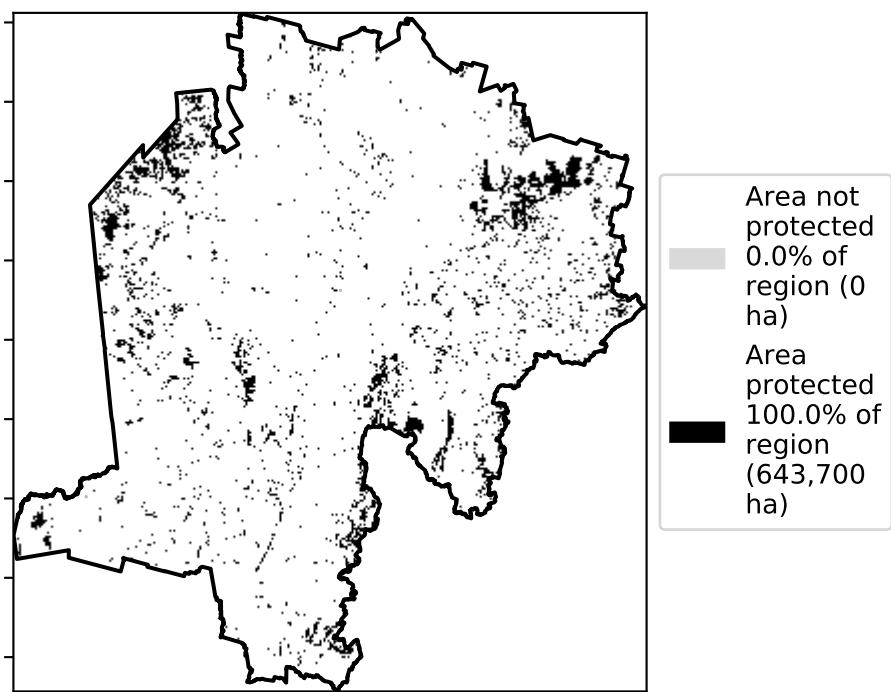 Area not
protected
0.0% of
region (0
ha)
Area
protected
100.0% of
region
(643,700
ha)